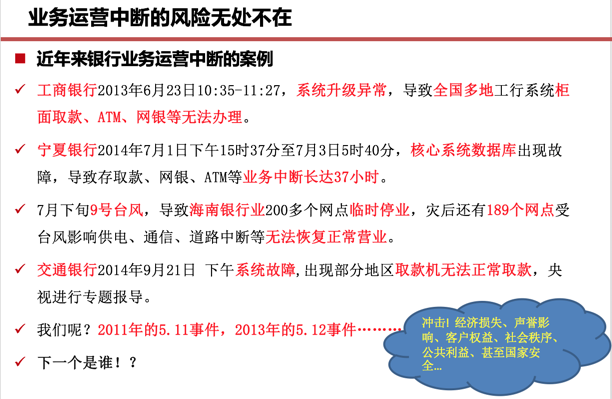 业务运营中断的风险无处不在
近年来银行业务运营中断的案例
工商银行2013年6月23日10:35-11:27，系统升级异常，导致全国多地工行系统柜
面取款、ATM、网银等无法办理。
宁夏银行2014年7月1日下午15时37分至7月3日5时40分，核心系统数据库出现故
障，导致存取款、网银、ATM等业务中断长达37小时。
7月下旬9号台风，导致海南银行业200多个网点临时停业，灾后还有189个网点受
台风影响供电、通信、道路中断等无法恢复正常营业。
交通银行2014年9月21日 下午系统故障,出现部分地区取款机无法正常取款，央
视进行专题报导。
我们呢？2011年的5.11事件，2013年的5.12事件………
下一个是谁！？
冲击! 经济损失、声誉影
响、客户权益、社会秩序、
公共利益、甚至国家安
全…